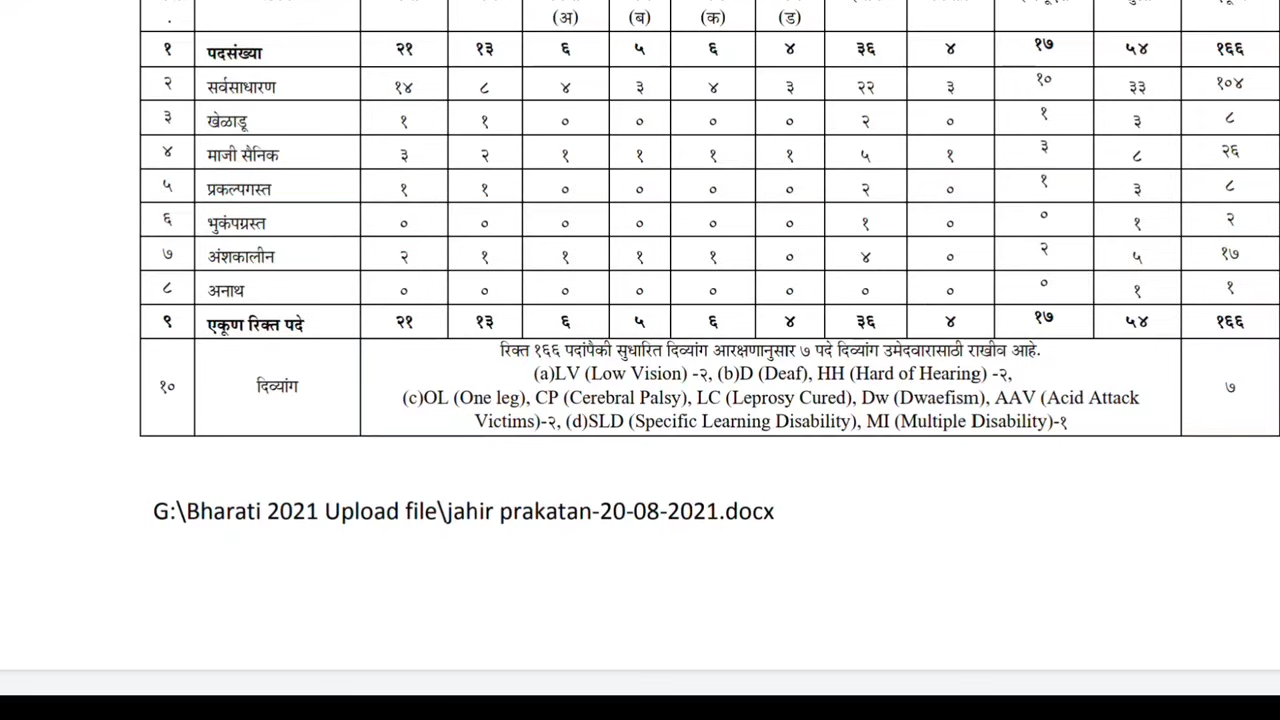 . (अ) (ब) (क) (ड)
१ पदसंख्या २१ १३ ६ ५ ६ ४ ३६ ४ १७ ५४ १६६
२ सर्वसाधारण १४ ८ ४ ३ ४ ३ २२ ३ १० ३३ १०४
३ खेळाडू १ १ ० ० ० ० २ ० १ ३ ८
४ माजी सैनिक ३ २ १ १ १ १ ५ १ ३ ८ २६
५ प्रकल्पगस्त १ १ ० ० ० ० २ ० १ ३ ८
६ भुकंपग्रस्त ० ० ० ० ० ० १ ० ० १ २
७ अंशकालीन २ १ १ १ १ ० ४ ० २ ५ १७
८ अनाथ ० ० ० ० ० ० ० ० ० १ १
९ एकूण रिक्त पदे २१ १३ ६ ५ ६ ४ ३६ ४ १७ ५४ १६६
रिक्त १६६ पदांपैकी सुधारित दिव्यांग आरक्षणानुसार ७ पदे दिव्यांग उमेदवारासाठी राखीव आहे.
(a)LV (Low Vision) -२, (b)D (Deaf), HH (Hard of Hearing) -२,
१० दिव्यांग ७
(c)OL (One leg), CP (Cerebral Palsy), LC (Leprosy Cured), Dw (Dwaefism), AAV (Acid Attack
Victims)-२, (d)SLD (Specific Learning Disability), MI (Multiple Disability)-१
G:\Bharati 2021 Upload file\jahir prakatan-20-08-2021.docx